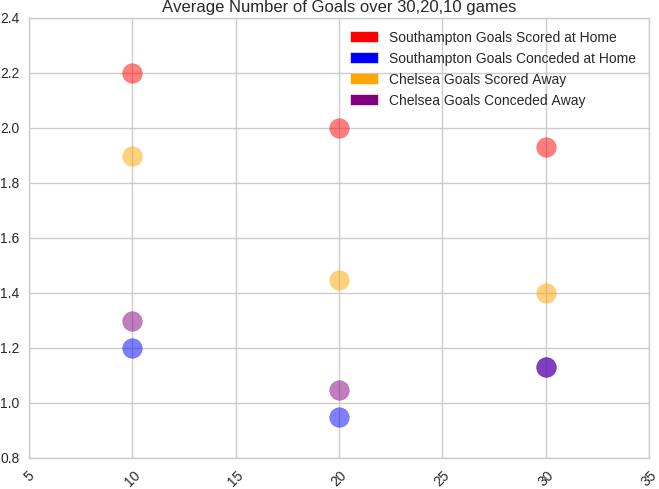 Average Number of Goals over 30,20,10 games
2.4
Southampton Goals Scored at Home
Southampton Goals Conceded at Home
Chelsea Goals Scored Away
Chelsea Goals Conceded Away
2.2
2.0
1.8
1.6
1.4
1.2
1.0
0.8
5 10 15 20 25 30 35